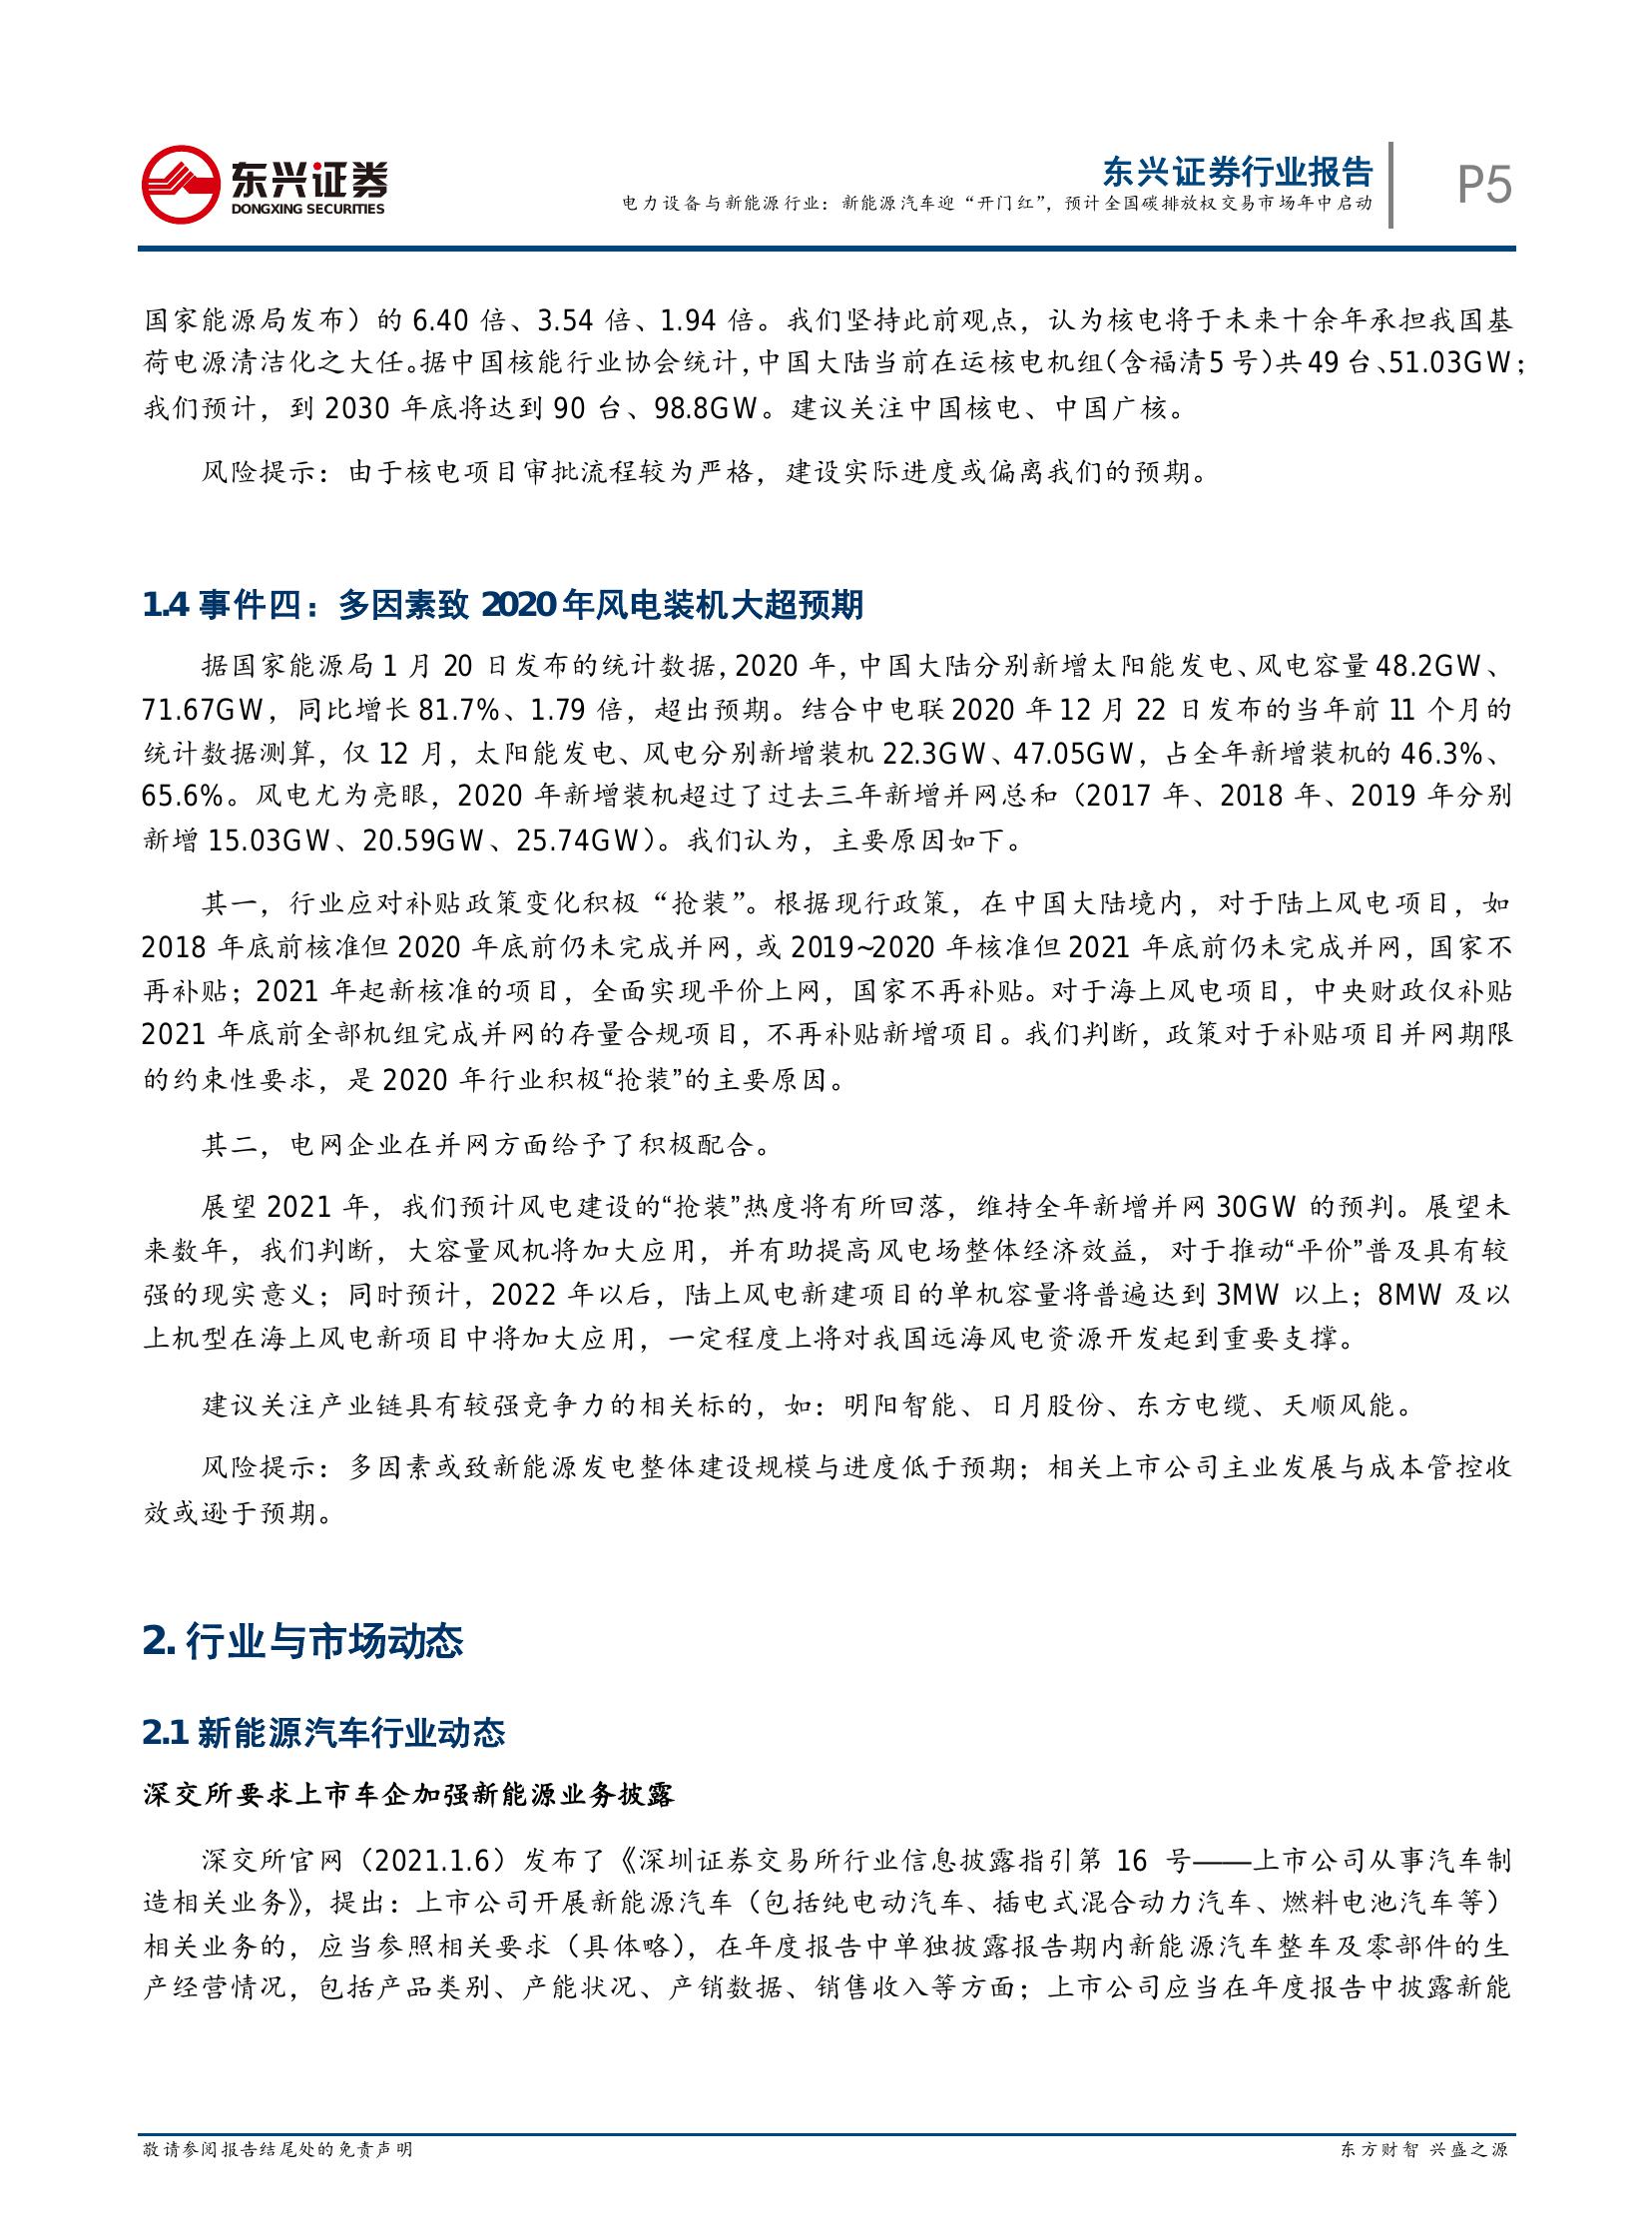 东兴证券
DONGXING SECURITIES
东兴证券行业报告
电力设备与新能源行业：新能源汽车迎“开门红”，预计全国碳排放权交易市场年中启动
P5
国家能源局发布）的 6.40 倍、3.54 倍、1.94 倍。我们坚持此前观点，认为核电将于未来十余年承担我国基
荷电源清洁化之大任。据中国核能行业协会统计，中国大陆当前在运核电机组（含福清 5 号）共 49 台、51.03GW；
我们预计，到 2030 年底将达到 90 台、98.8GW。建议关注中国核电、中国广核。
风险提示：由于核电项目审批流程较为严格，建设实际进度或偏离我们的预期。
1.4 事件四：多因素致 2020 年风电装机大超预期
据国家能源局 1 月 20 日发布的统计数据，2020 年，中国大陆分别新增太阳能发电、风电容量 48.2GW、
71.67GW，同比增长 81.7%、1.79 倍，超出预期。结合中电联 2020 年 12 月 22 日发布的当年前 11 个月的
统计数据测算，仅 12 月，太阳能发电、风电分别新增装机 22.3GW、47.05GW，占全年新增装机的 46.3%、
65.6%。风电尤为亮眼，2020 年新增装机超过了过去三年新增并网总和（2017 年、2018 年、2019 年分别
新增 15.03GW、20.59GW、25.74GW）。我们认为，主要原因如下。
其一，行业应对补贴政策变化积极“抢装”。根据现行政策，在中国大陆境内，对于陆上风电项目，如
2018 年底前核准但 2020 年底前仍未完成并网，或 2019~2020 年核准但 2021 年底前仍未完成并网，国家不
再补贴；2021 年起新核准的项目，全面实现平价上网，国家不再补贴。对于海上风电项目，中央财政仅补贴
2021 年底前全部机组完成并网的存量合规项目，不再补贴新增项目。我们判断，政策对于补贴项目并网期限
的约束性要求，是 2020 年行业积极“抢装”的主要原因。
其二，电网企业在并网方面给予了积极配合。
展望 2021 年，我们预计风电建设的“抢装”热度将有所回落，维持全年新增并网 30GW 的预判。展望未
来数年，我们判断，大容量风机将加大应用，并有助提高风电场整体经济效益，对于推动“平价”普及具有较
强的现实意义；同时预计，2022 年以后，陆上风电新建项目的单机容量将普遍达到 3MW 以上；8MW 及以
上机型在海上风电新项目中将加大应用，一定程度上将对我国远海风电资源开发起到重要支撑。
建议关注产业链具有较强竞争力的相关标的，如：明阳智能、日月股份、东方电缆、天顺风能。
风险提示：多因素或致新能源发电整体建设规模与进度低于预期；相关上市公司主业发展与成本管控收
效或逊于预期。
2. 行业与市场动态
2.1 新能源汽车行业动态
深交所要求上市车企加强新能源业务披露
深交所官网（2021.1.6）发布了《深圳证券交易所行业信息披露指引第 16 号——上市公司从事汽车制
造相关业务》，提出：上市公司开展新能源汽车（包括纯电动汽车、插电式混合动力汽车、燃料电池汽车等）
相关业务的，应当参照相关要求（具体略），在年度报告中单独披露报告期内新能源汽车整车及零部件的生
产经营情况，包括产品类别、产能状况、产销数据、销售收入等方面；上市公司应当在年度报告中披露新能
敬请参阅报告结尾处的免责声明
东方财智 兴盛之源